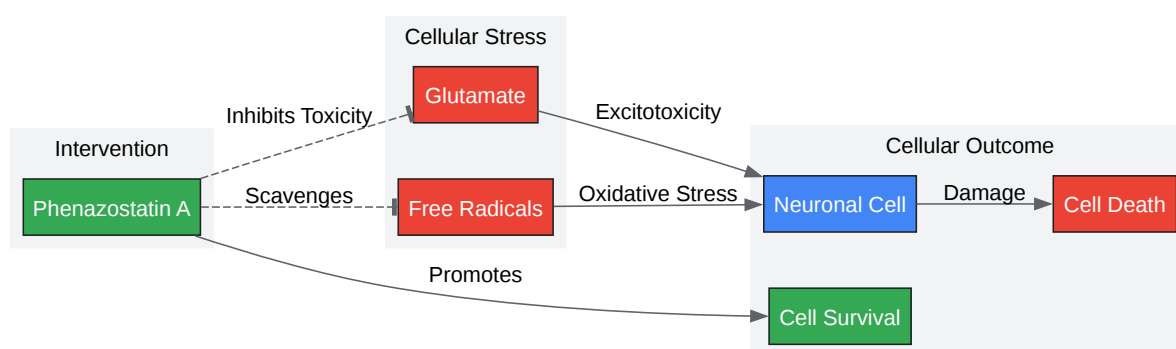 Cellular Stress
Glutamate
Inhibits Toxicity
Excitotoxicity
Intervention
Cellular Outcome
Phenazostatin A
Scavenges
Free Radicals
Oxidative Stress
Neuronal Cell
Damage
Cell Death
Promotes
Cell Survival